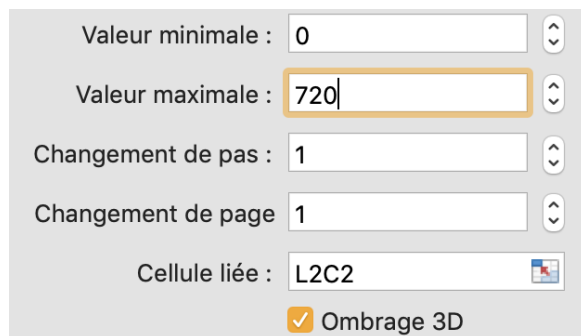 Valeur minimale : 0
Valeur maximale : 720
Changement de pas : 1
Changement de page 1
Cellule liée : L2C2
Ombrage 3D